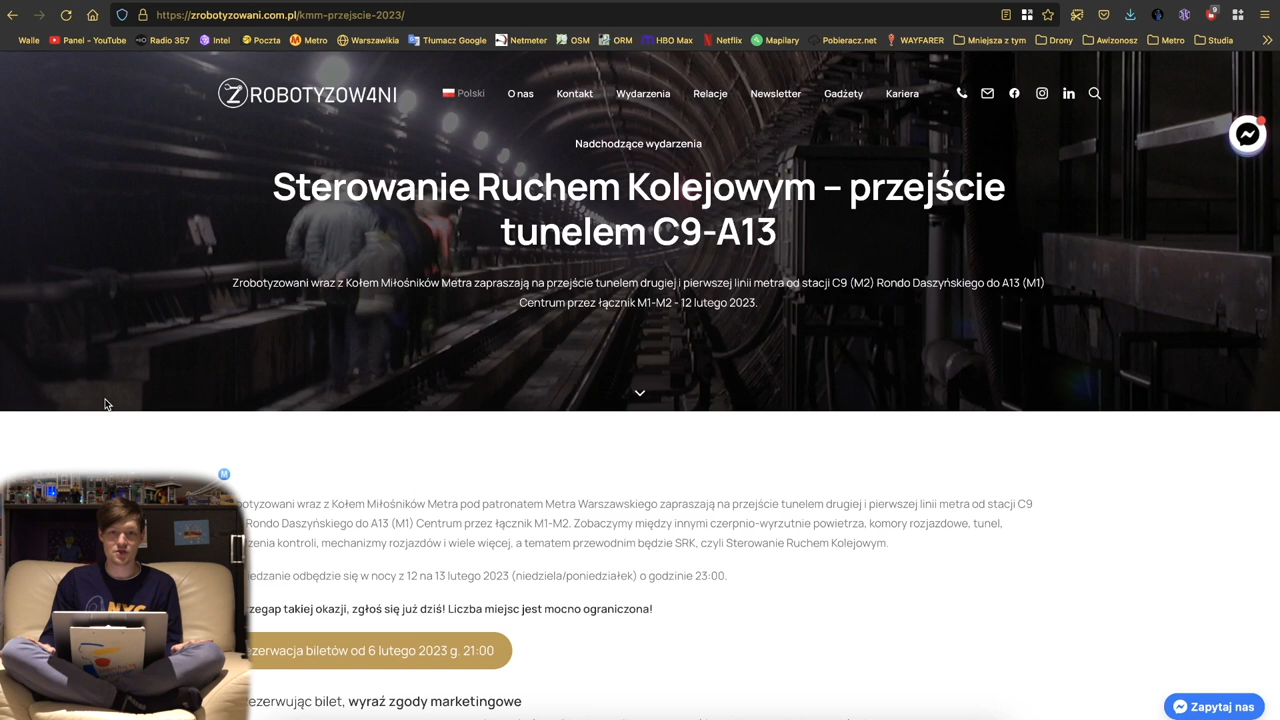 https://zrobotyzowani.com.pl/kmm-przejscie-2023/
9
Walle Panel - YouTube Radio 357 Intel Poczta Metro Warszawikia Tłumacz Google Netmeter OSM ORM HBO Max Netflix Mapilary Pobieracz.net WAYFARER Mniejsza z tym Drony Awizonosz Metro Studia
ZROBOTYZOW4NI Polski O nas Kontakt Wydarzenia Relacje Newsletter Gadżety Kariera
Nadchodzące wydarzenia
Sterowanie Ruchem Kolejowym – przejście
tunelem C9-A13
Zrobotyzowani wraz z Kołem Miłośników Metra zapraszają na przejście tunelem drugiej i pierwszej linii metra od stacji C9 (M2) Rondo Daszyńskiego do A13 (M1)
Centrum przez łącznik M1-M2 - 12 lutego 2023.
M
botyzowani wraz z Kołem Miłośników Metra pod patronatem Metra Warszawskiego zapraszają na przejście tunelem drugiej i pierwszej linii metra od stacji C9
Rondo Daszyńskiego do A13 (M1) Centrum przez łącznik M1-M2. Zobaczymy między innymi czerpnio-wyrzutnie powietrza, komory rozjazdowe, tunel,
zenia kontroli, mechanizmy rozjazdów i wiele więcej, a tematem przewodnim będzie SRK, czyli Sterowanie Ruchem Kolejowym.
edzanie odbędzie się w nocy z 12 na 13 lutego 2023 (niedziela/poniedziałek) o godzinie 23:00.
zegap takiej okazji, zgłoś się już dziś! Liczba miejsc jest mocno ograniczona!
NYC
ezerwacja biletów od 6 lutego 2023 g. 21:00
ezerwując bilet, wyraź zgody marketingowe
Zapytaj nas